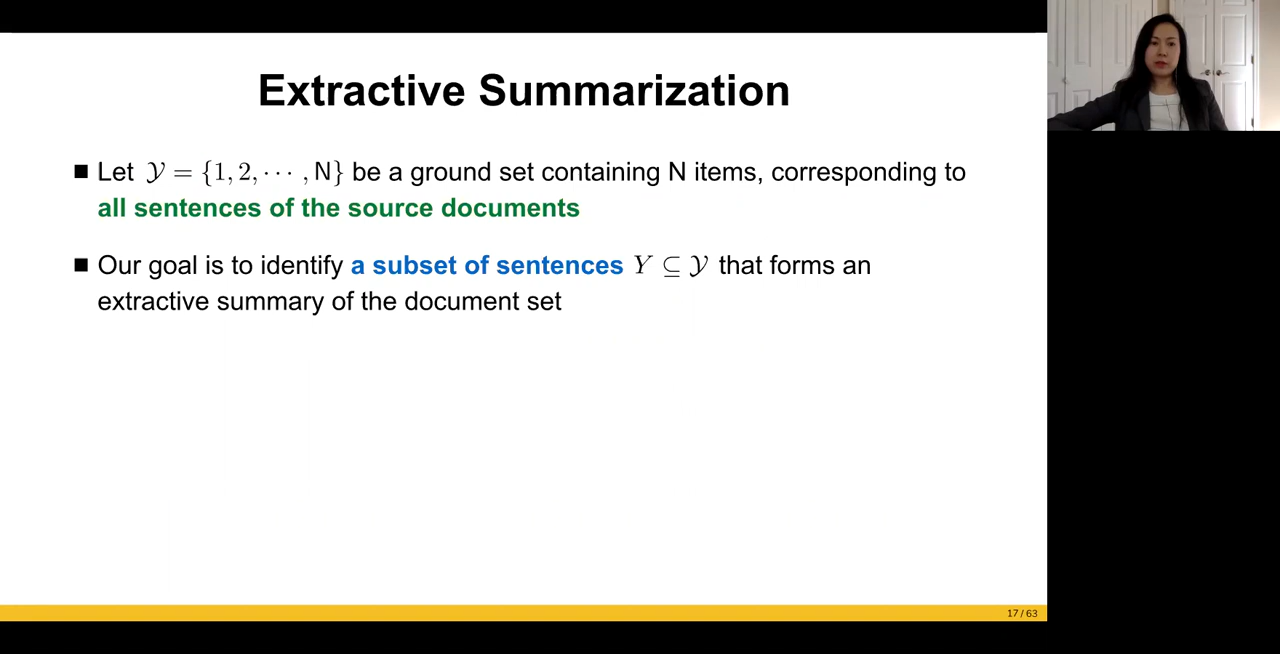 Extractive Summarization
■ Let 𝒴 = {1, 2, ⋯ , N} be a ground set containing N items, corresponding to
all sentences of the source documents
■ Our goal is to identify a subset of sentences Y ⊆ 𝒴 that forms an
extractive summary of the document set
17 / 63